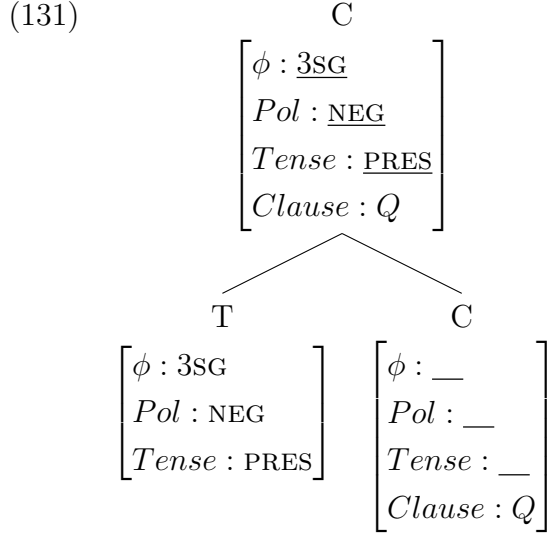 (131)
C
ϕ : 3SG
Pol : NEG
Tense : PRES
Clause : Q
T C
ϕ : 3SG ϕ : __
Pol : NEG Pol : __
Tense : PRES Tense : __
Clause : Q